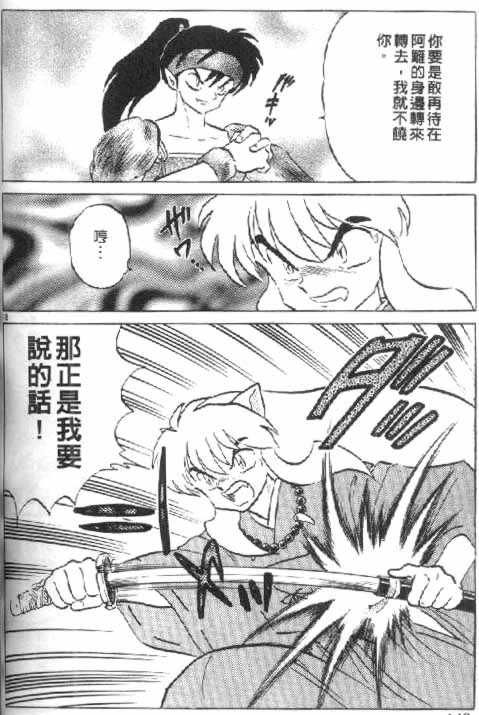 你要是敢再待在
阿籬的身邊轉來
轉去，我就不饒
你。
哼…
那正是我要
說的話！